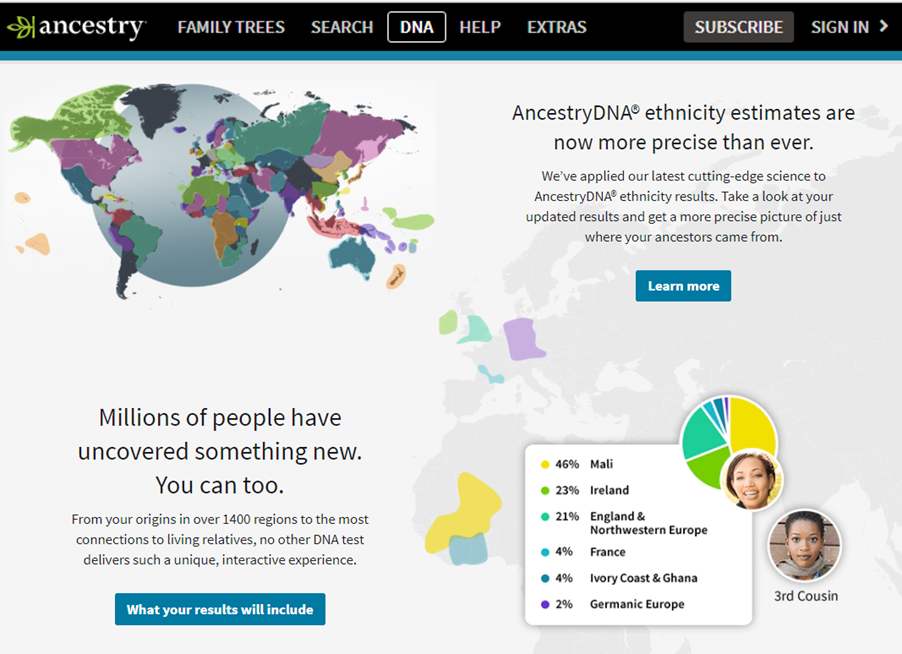 ancestry
FAMILY TREES SEARCH DNA HELP EXTRAS SUBSCRIBE SIGN IN
AncestryDNA® ethnicity estimates are
now more precise than ever.
We’ve applied our latest cutting-edge science to
AncestryDNA® ethnicity results. Take a look at your
updated results and get a more precise picture of just
where your ancestors came from.
Learn more
Millions of people have
uncovered something new.
You can too.
From your origins in over 1400 regions to the most
connections to living relatives, no other DNA test
delivers such a unique, interactive experience.
What your results will include
46% Mali
23% Ireland
21% England &
Northwestern Europe
4% France
4% Ivory Coast & Ghana
2% Germanic Europe
3rd Cousin